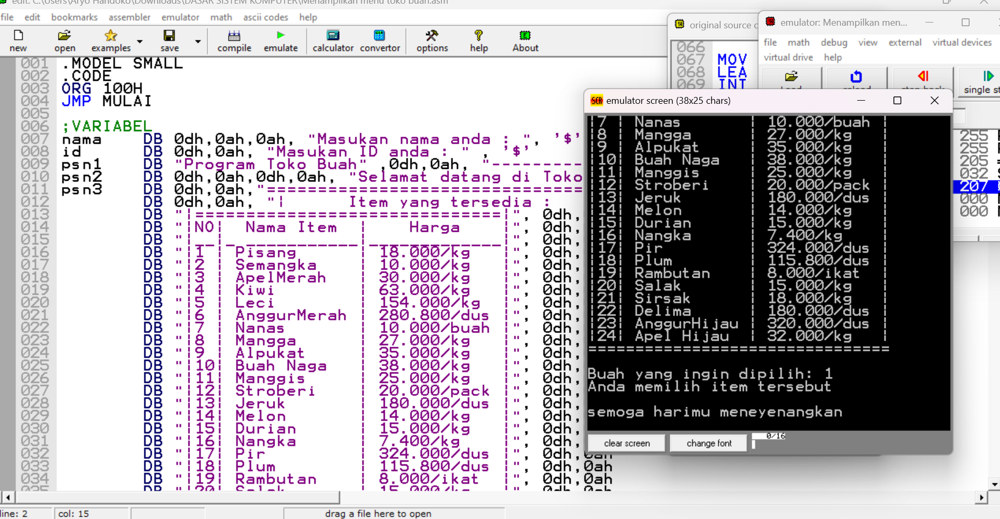 edit: C:\Users\Aryo Handoko\Downloads\DASAR SISTEM KOMPUTER\Menampilkan menu toko buah.asm
file edit bookmarks assembler emulator math ascii codes help
new open examples save compile emulate calculator convertor options help About
001 .MODEL SMALL
002 .CODE
003 ORG 100H
004 JMP MULAI
005
006 ;VARIABEL
007 nama DB 0dh,0ah,0ah, "Masukan nama anda : ", '$'
008 id DB 0dh,0ah, "Masukan ID anda : " , '$'
009 psn1 DB "Program Toko Buah" ,0dh,0ah, "---------
010 psn2 DB 0dh,0ah,0dh,0ah, "Selamat datang di Toko
011 psn3 DB 0dh,0ah,"===============================
012 DB 0dh,0ah, "| Item yang tersedia :
013 DB "|==============================|", 0dh,
014 DB "|NO| Nama Item | Harga |", 0dh,
015 DB "|__|_____________|_____________|", 0dh,
016 DB "|1 | Pisang | 18.000/kg |", 0dh,
017 DB "|2 | Semangka | 10.000/kg |", 0dh,
018 DB "|3 | ApelMerah | 30.000/kg |", 0dh,
019 DB "|4 | Kiwi | 63.000/kg |", 0dh,
020 DB "|5 | Leci | 154.000/kg |", 0dh,
021 DB "|6 | AnggurMerah | 280.800/dus |", 0dh,
022 DB "|7 | Nanas | 10.000/buah |", 0dh,
023 DB "|8 | Mangga | 27.000/kg |", 0dh,
024 DB "|9 | Alpukat | 35.000/kg |", 0dh,
025 DB "|10| Buah Naga | 38.000/kg |", 0dh,
026 DB "|11| Manggis | 25.000/kg |", 0dh,
027 DB "|12| Stroberi | 20.000/pack |", 0dh,
028 DB "|13| Jeruk | 180.000/dus |", 0dh,
029 DB "|14| Melon | 14.000/kg |", 0dh,
030 DB "|15| Durian | 15.000/kg |", 0dh,
031 DB "|16| Nangka | 7.400/kg |", 0dh,
032 DB "|17| Pir | 324.000/dus |", 0dh,0ah
033 DB "|18| Plum | 115.800/dus |", 0dh,0ah
034 DB "|19| Rambutan | 8.000/ikat |", 0dh,0ah
035 DB "|20| Salak | 15.000/kg |", 0dh,0ah
line: 2 col: 15 drag a file here to open
original source c
066
067 MOV
068 LEA
069 INT
emulator: Menampilkan men...
file math debug view external virtual devices
virtual drive help
single st
255
255
205 =
032
207
000
000
emulator screen (38x25 chars)
|7 | Nanas | 10.000/buah |
|8 | Mangga | 27.000/kg |
|9 | Alpukat | 35.000/kg |
|10| Buah Naga | 38.000/kg |
|11| Manggis | 25.000/kg |
|12| Stroberi | 20.000/pack |
|13| Jeruk | 180.000/dus |
|14| Melon | 14.000/kg |
|15| Durian | 15.000/kg |
|16| Nangka | 7.400/kg |
|17| Pir | 324.000/dus |
|18| Plum | 115.800/dus |
|19| Rambutan | 8.000/ikat |
|20| Salak | 15.000/kg |
|21| Sirsak | 18.000/kg |
|22| Delima | 180.000/dus |
|23| AnggurHijau | 320.000/dus |
|24| Apel Hijau | 32.000/kg |
================================
Buah yang ingin dipilih: 1
Anda memilih item tersebut
semoga harimu meneyenangkan
clear screen change font 0/16